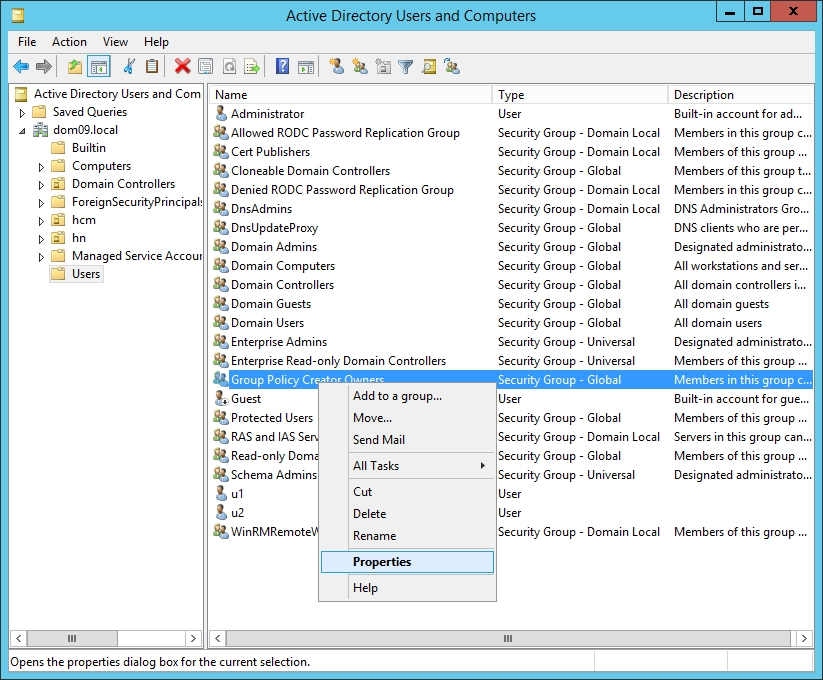 Active Directory Users and Computers
File Action View Help
Active Directory Users and Com
Saved Queries
dom09.local
Builtin
Computers
Domain Controllers
ForeignSecurityPrincipals
hcm
hn
Managed Service Accour
Users
Name Type Description
Administrator User Built-in account for ad...
Allowed RODC Password Replication Group Security Group - Domain Local Members in this group c...
Cert Publishers Security Group - Domain Local Members of this group ...
Cloneable Domain Controllers Security Group - Global Members of this group t...
Denied RODC Password Replication Group Security Group - Domain Local Members in this group c...
DnsAdmins Security Group - Domain Local DNS Administrators Gro...
DnsUpdateProxy Security Group - Global DNS clients who are per...
Domain Admins Security Group - Global Designated administrato...
Domain Computers Security Group - Global All workstations and ser...
Domain Controllers Security Group - Global All domain controllers i...
Domain Guests Security Group - Global All domain guests
Domain Users Security Group - Global All domain users
Enterprise Admins Security Group - Universal Designated administrato...
Enterprise Read-only Domain Controllers Security Group - Universal Members of this group ...
Group Policy Creator Owners Security Group - Global Members in this group c...
Guest User Built-in account for gue...
Protected Users Security Group - Global Members of this group ...
RAS and IAS Serv Security Group - Domain Local Servers in this group can...
Read-only Doma Security Group - Global Members of this group ...
Schema Admins Security Group - Universal Designated administrato...
u1 User
u2 User
WinRMRemoteW Security Group - Domain Local Members of this group ...
Add to a group...
Move...
Send Mail
All Tasks
Cut
Delete
Rename
Properties
Help
Opens the properties dialog box for the current selection.